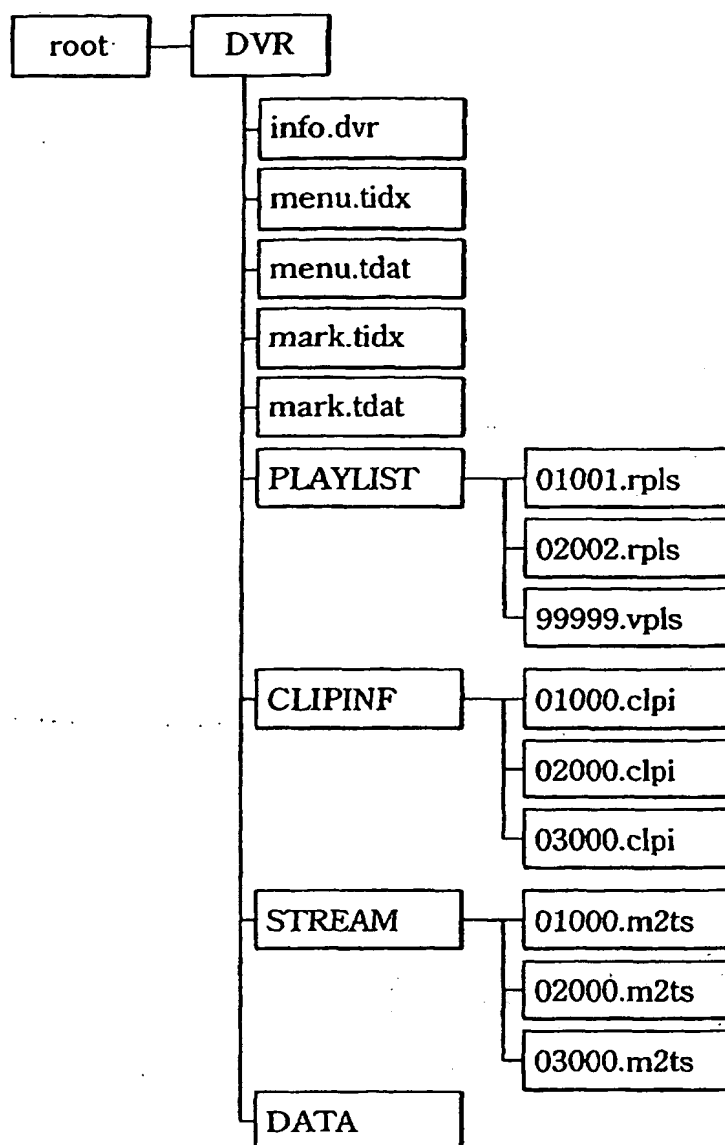 root DVR
info.dvr
menu.tidx
menu.tdat
mark.tidx
mark.tdat
PLAYLIST 01001.rpls
02002.rpls
99999.vpls
CLIPINF 01000.clpi
02000.clpi
03000.clpi
STREAM 01000.m2ts
02000.m2ts
03000.m2ts
DATA